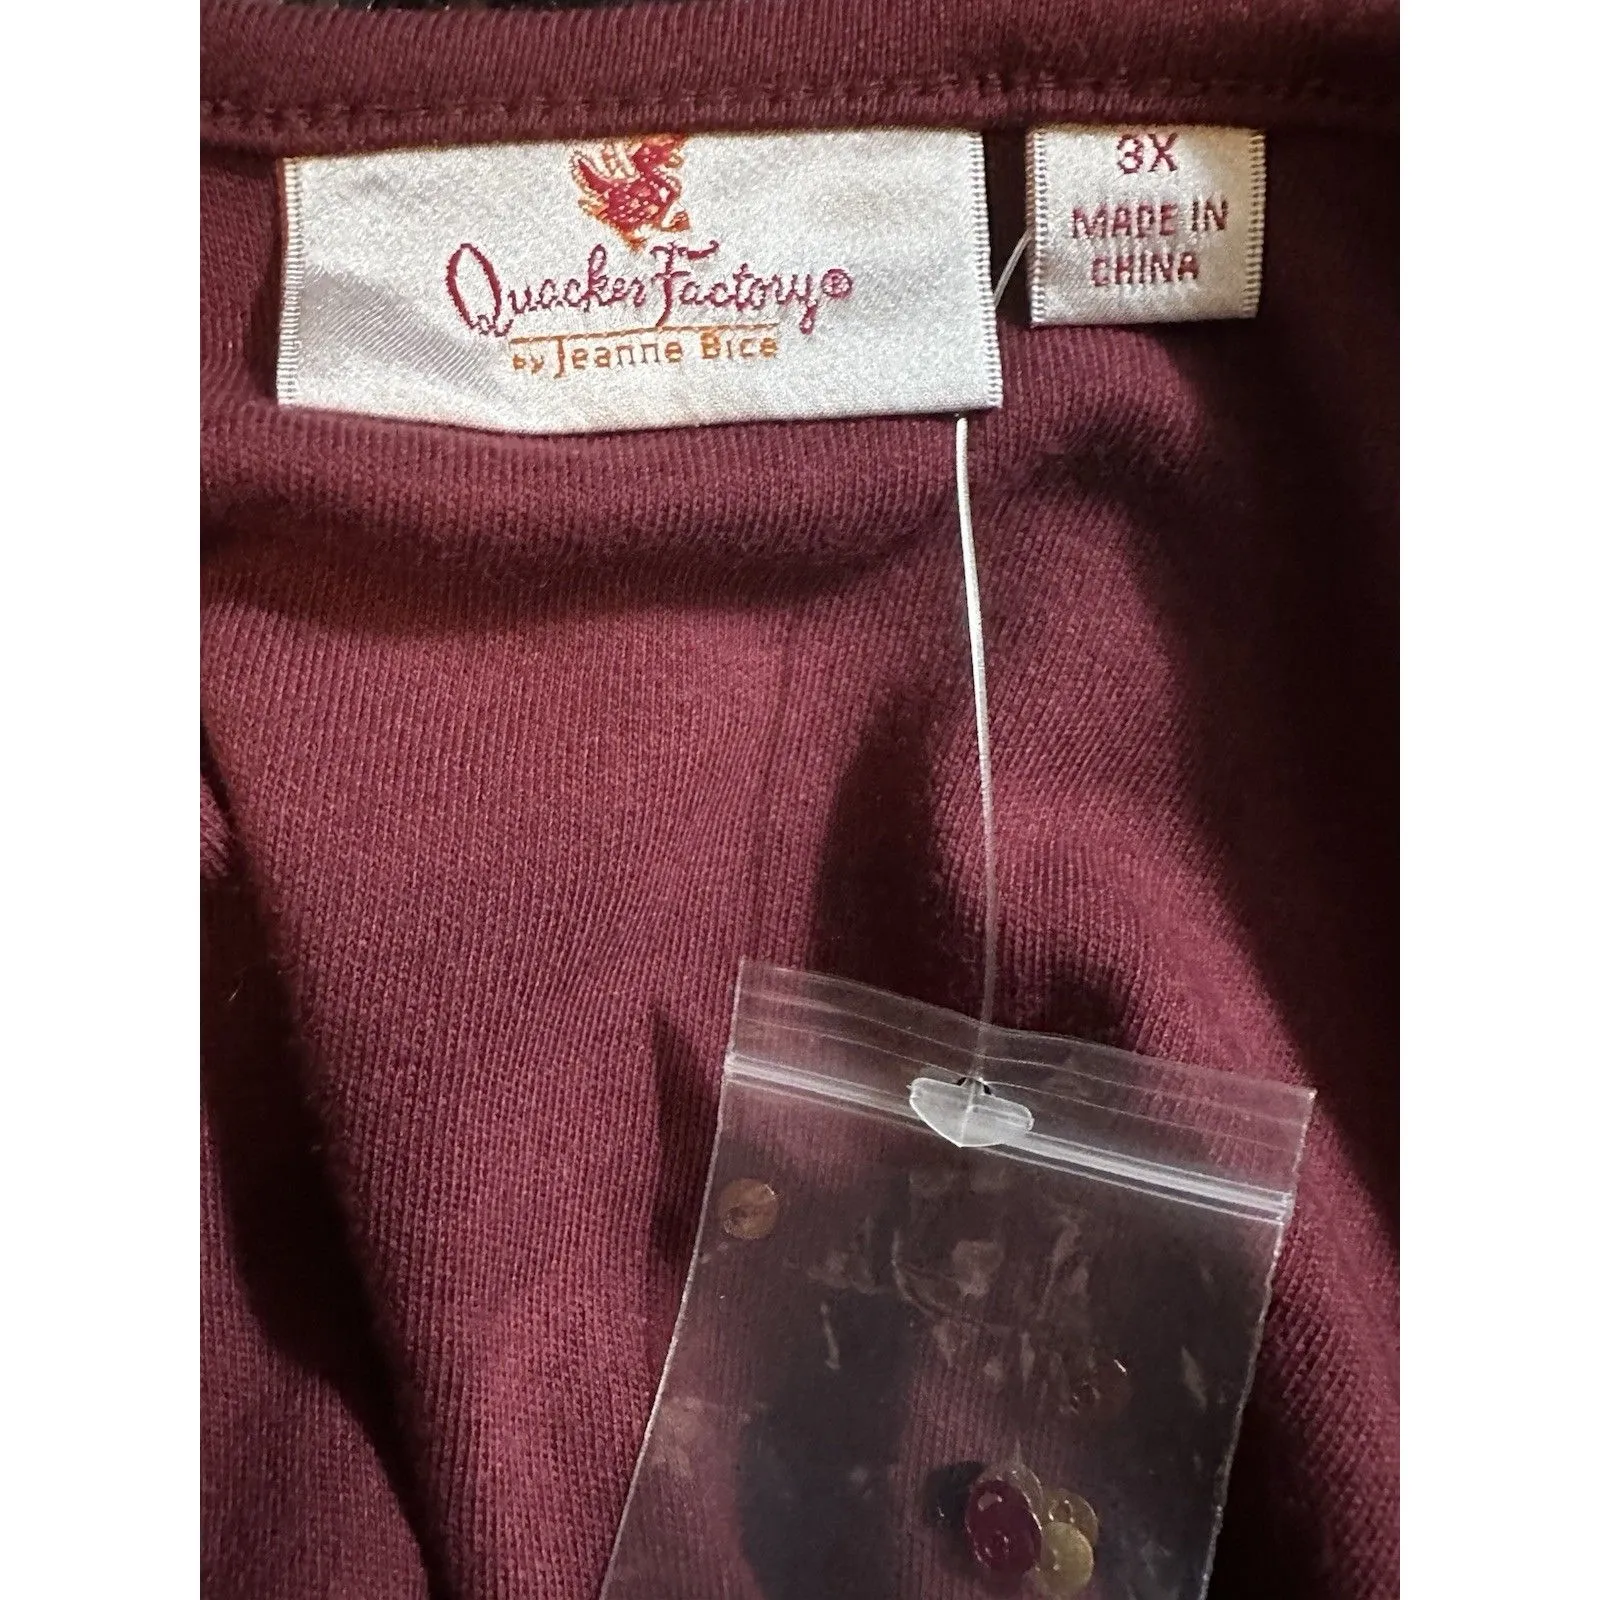 Quacker Factory®
by Jeanne Bice
3X
MADE IN
CHINA